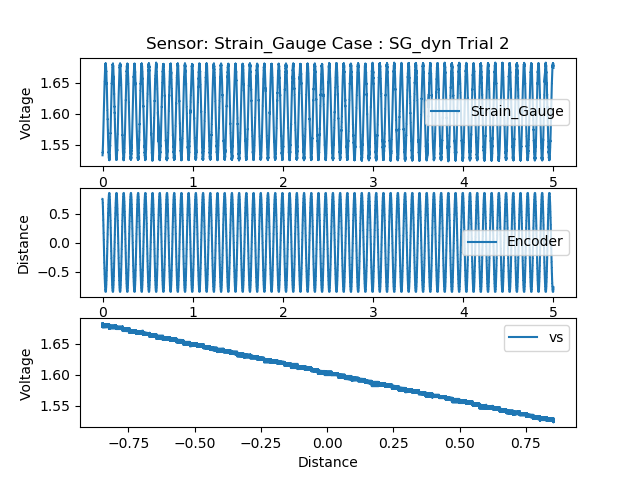 Sensor: Strain_Gauge Case : SG_dyn Trial 2
Voltage
1.65
1.60
1.55
Strain_Gauge
0 1 2 3 4 5
Distance
0.5
0.0
−0.5
Encoder
0 1 2 3 4 5
Voltage
1.65
1.60
1.55
vs
−0.75 −0.50 −0.25 0.00 0.25 0.50 0.75
Distance